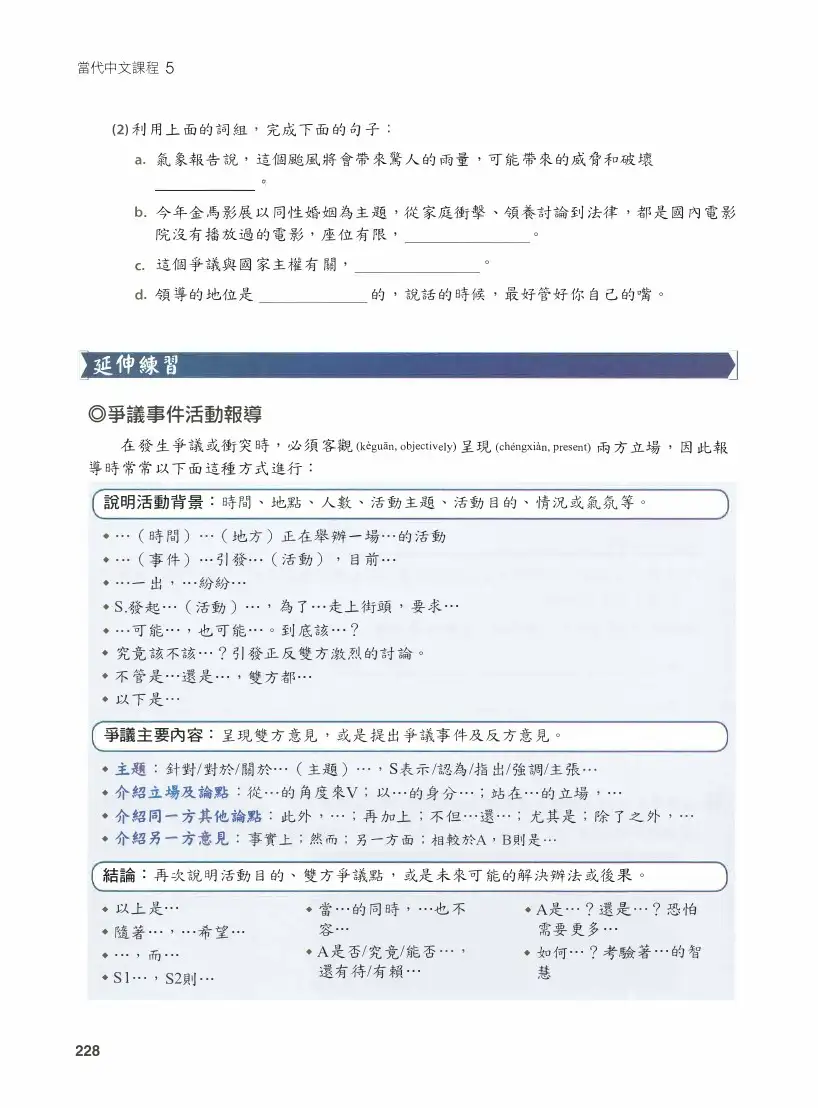 當代中文課程 5
(2) 利用上面的詞組，完成下面的句子：
a. 氣象報告說，這個颱風將會帶來驚人的雨量，可能帶來的威脅和破壞
____________。
b. 今年金馬影展以同性婚姻為主題，從家庭衝擊、領養討論到法律，都是國內電影
院沒有播放過的電影，座位有限，_______________。
c. 這個爭議與國家主權有關，_______________。
d. 領導的地位是 _____________ 的，說話的時候，最好管好你自己的嘴。
延伸練習
◎爭議事件活動報導
在發生爭議或衝突時，必須客觀 (kèguān, objectively) 呈現 (chéngxiàn, present) 兩方立場，因此報
導時常常以下面這種方式進行：
說明活動背景：時間、地點、人數、活動主題、活動目的、情況或氣氛等。
◆ …（時間）…（地方）正在舉辦一場…的活動
◆ …（事件）…引發…（活動），目前…
◆ …一出，…紛紛…
◆ S.發起…（活動）…，為了…走上街頭，要求…
◆ …可能…，也可能…。到底該…？
◆ 究竟該不該…？引發正反雙方激烈的討論。
◆ 不管是…還是…，雙方都…
◆ 以下是…
爭議主要內容：呈現雙方意見，或是提出爭議事件及反方意見。
◆ 主題：針對/對於/關於…（主題）…，S表示/認為/指出/強調/主張…
◆ 介紹立場及論點：從…的角度來V；以…的身分…；站在…的立場，…
◆ 介紹同一方其他論點：此外，…；再加上；不但…還…；尤其是；除了之外，…
◆ 介紹另一方意見：事實上；然而；另一方面；相較於A，B則是…
結論：再次說明活動目的、雙方爭議點，或是未來可能的解決辦法或後果。
◆ 以上是…
◆ 隨著…，…希望…
◆ …，而…
◆ S1…，S2則…
◆ 當…的同時，…也不
容…
◆ A是否/究竟/能否…，
還有待/有賴…
◆ A是…？還是…？恐怕
需要更多…
◆ 如何…？考驗著…的智
慧
228